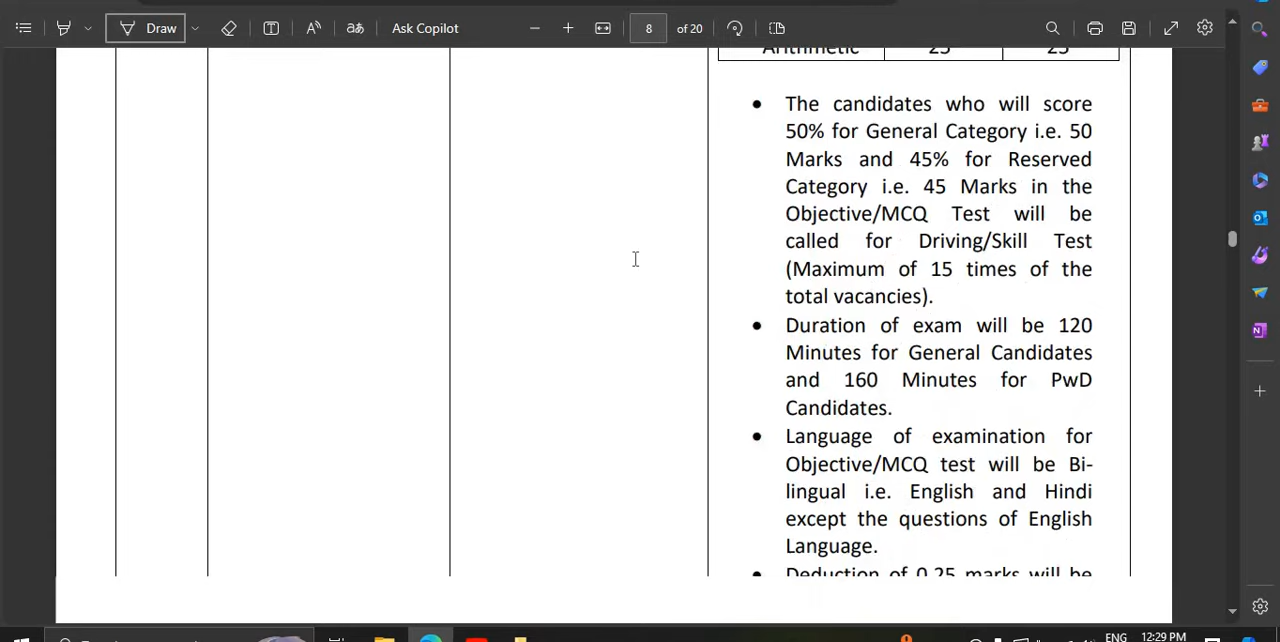 Draw
aあ
Ask Copilot
8
of 20
Arithmetic 25 25
• The candidates who will score
50% for General Category i.e. 50
Marks and 45% for Reserved
Category i.e. 45 Marks in the
Objective/MCQ Test will be
called for Driving/Skill Test
(Maximum of 15 times of the
total vacancies).
• Duration of exam will be 120
Minutes for General Candidates
and 160 Minutes for PwD
Candidates.
• Language of examination for
Objective/MCQ test will be Bi-
lingual i.e. English and Hindi
except the questions of English
Language.
• Deduction of 0.25 marks will be
ENG 12:29 PM